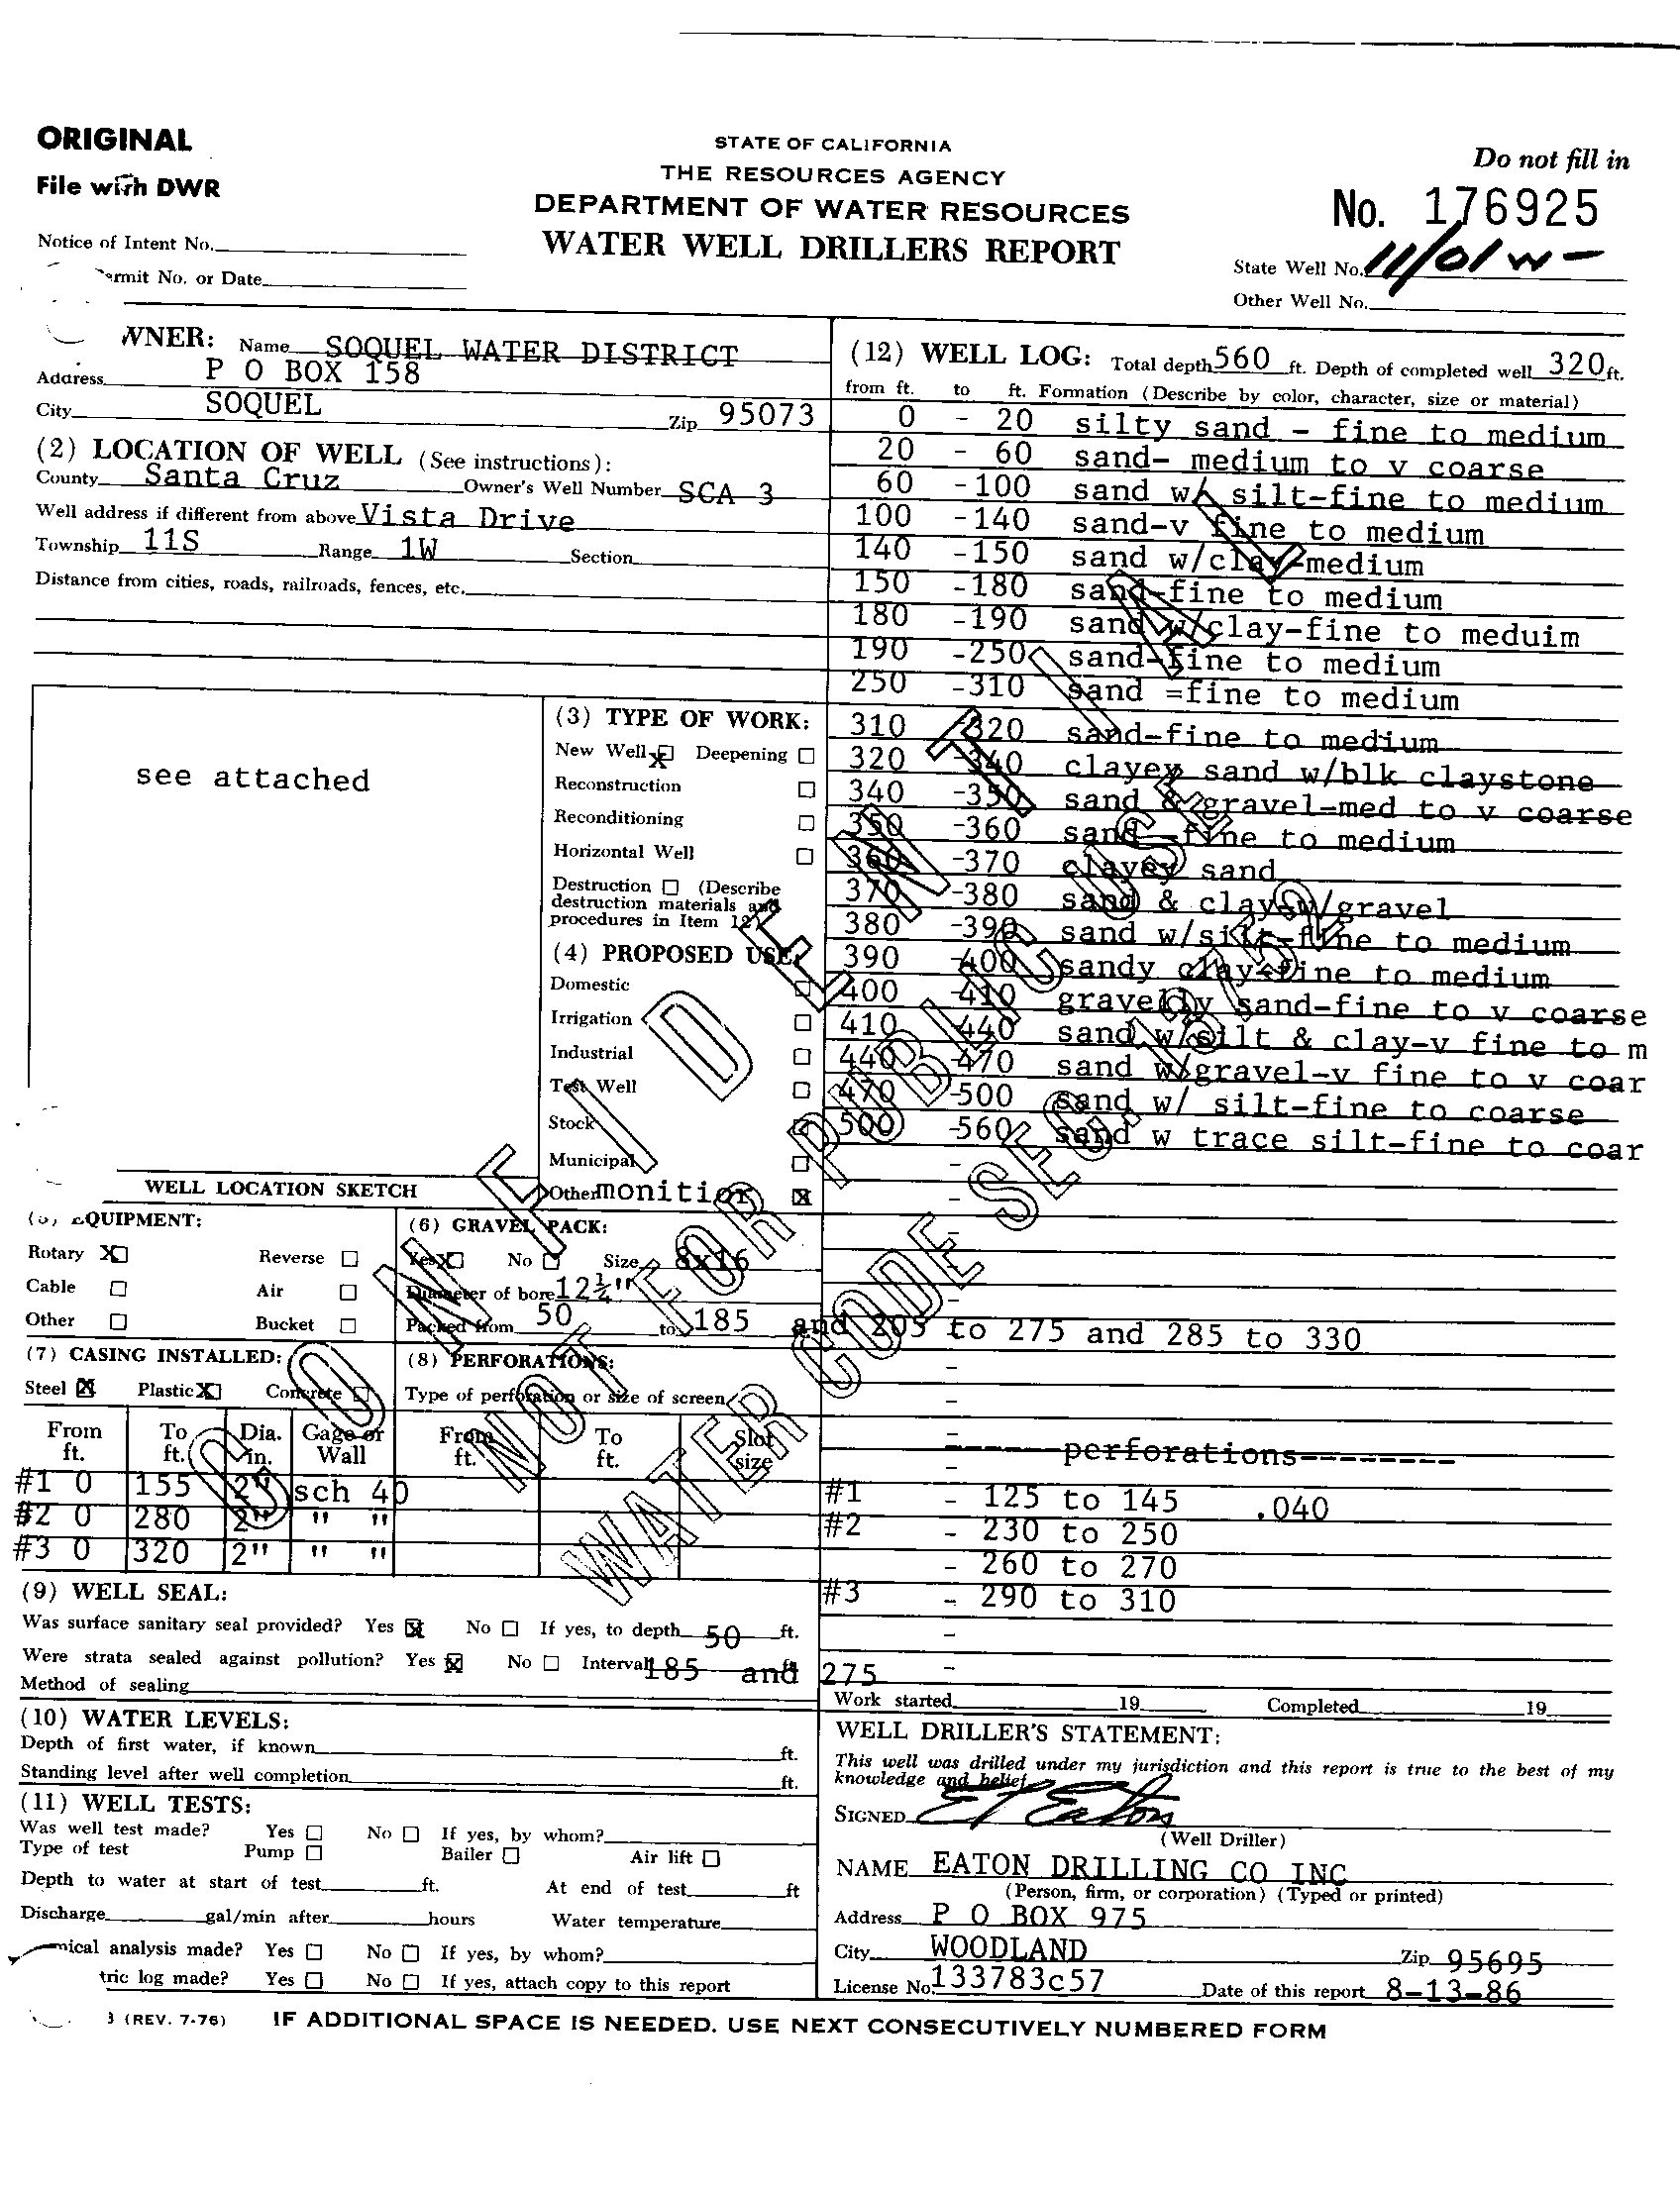 ORIGINAL
File with DWR
STATE OF CALIFORNIA
THE RESOURCES AGENCY
DEPARTMENT OF WATER RESOURCES
WATER WELL DRILLERS REPORT
Do not fill in
No. 176925
Notice of Intent No.
ermit No. or Date
State Well No. 11/01W-
Other Well No.
WNER: Name SOQUEL WATER DISTRICT
Address P O BOX 158
City SOQUEL Zip 95073
(2) LOCATION OF WELL (See instructions):
County Santa Cruz Owner's Well Number SCA 3
Well address if different from above Vista Drive
Township 11S Range 1W Section
Distance from cities, roads, railroads, fences, etc.
see attached
WELL LOCATION SKETCH
(3) TYPE OF WORK:
New Well X Deepening
Reconstruction
Reconditioning
Horizontal Well
Destruction (Describe
destruction materials and
procedures in Item 12)
(4) PROPOSED USE:
Domestic
Irrigation
Industrial
Test Well
Stock
Municipal
Other monitior X
EQUIPMENT:
Rotary X Reverse
Cable Air
Other Bucket
(6) GRAVEL PACK:
Yes X No Size 8x16
Diameter of bore 12¼"
Packed from 50 to 185 and 205 to 275 and 285 to 330
(7) CASING INSTALLED:
Steel X Plastic X Concrete
From ft. To ft. Dia. in. Gage or Wall
#1 0 155 2" sch 40
#2 0 280 2" " "
#3 0 320 2" " "
(8) PERFORATIONS:
Type of perforation or size of screen
From ft. To ft. Slot size
(9) WELL SEAL:
Was surface sanitary seal provided? Yes X No If yes, to depth 50 ft.
Were strata sealed against pollution? Yes X No Interval 185 and 275 ft.
Method of sealing
(10) WATER LEVELS:
Depth of first water, if known ft.
Standing level after well completion ft.
(11) WELL TESTS:
Was well test made? Yes No If yes, by whom?
Type of test Pump Bailer Air lift
Depth to water at start of test ft. At end of test ft
Discharge gal/min after hours Water temperature
mical analysis made? Yes No If yes, by whom?
tric log made? Yes No If yes, attach copy to this report
(12) WELL LOG: Total depth 560 ft. Depth of completed well 320 ft.
from ft. to ft. Formation (Describe by color, character, size or material)
0 - 20 silty sand - fine to medium
20 - 60 sand- medium to v coarse
60 -100 sand w/ silt-fine to medium
100 -140 sand-v fine to medium
140 -150 sand w/clay-medium
150 -180 sand-fine to medium
180 -190 sand w/clay-fine to meduim
190 -250 sand-fine to medium
250 -310 sand =fine to medium
310 -320 sand-fine to medium
320 -340 clayey sand w/blk claystone
340 -350 sand & gravel-med to v coarse
350 -360 sand -fine to medium
360 -370 clayey sand
370 -380 sand & clay w/gravel
380 -390 sand w/silt-fine to medium
390 -400 sandy clay-fine to medium
400 -410 gravelly sand-fine to v coarse
410 -440 sand w/silt & clay-v fine to m
440 -470 sand w/gravel-v fine to v coar
470 -500 sand w/ silt-fine to coarse
500 -560 sand w trace silt-fine to coar
------perforations--------
#1 - 125 to 145 .040
#2 - 230 to 250
- 260 to 270
#3 - 290 to 310
Work started 19 Completed 19
WELL DRILLER'S STATEMENT:
This well was drilled under my jurisdiction and this report is true to the best of my
knowledge and belief.
SIGNED E Eaton
(Well Driller)
NAME EATON DRILLING CO INC
(Person, firm, or corporation) (Typed or printed)
Address P O BOX 975
City WOODLAND Zip 95695
License No. 133783c57 Date of this report 8-13-86
(REV. 7-76) IF ADDITIONAL SPACE IS NEEDED. USE NEXT CONSECUTIVELY NUMBERED FORM
CONFIDENTIAL
NOT FOR PUBLIC USE
WATER CODE SEC. 13752